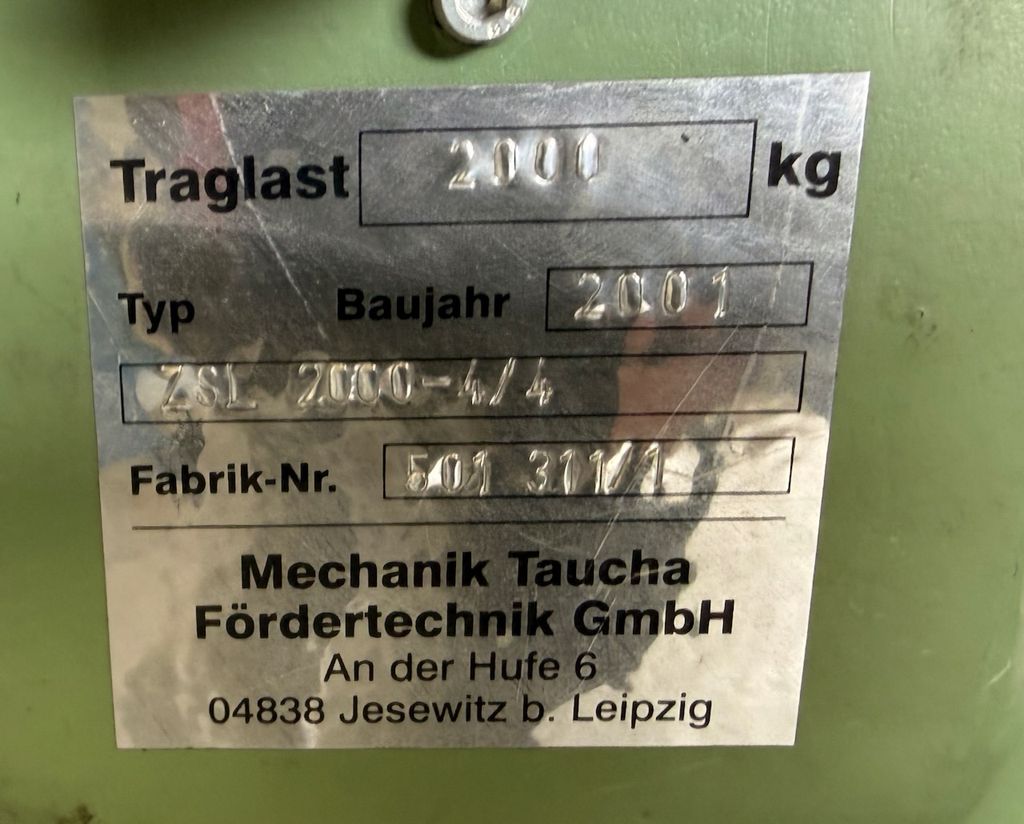 Traglast 2000 kg
Typ Baujahr 2001
ZSE 2000-4/4
Fabrik-Nr. 501 311/1
Mechanik Taucha
Fördertechnik GmbH
An der Hufe 6
04838 Jesewitz b. Leipzig